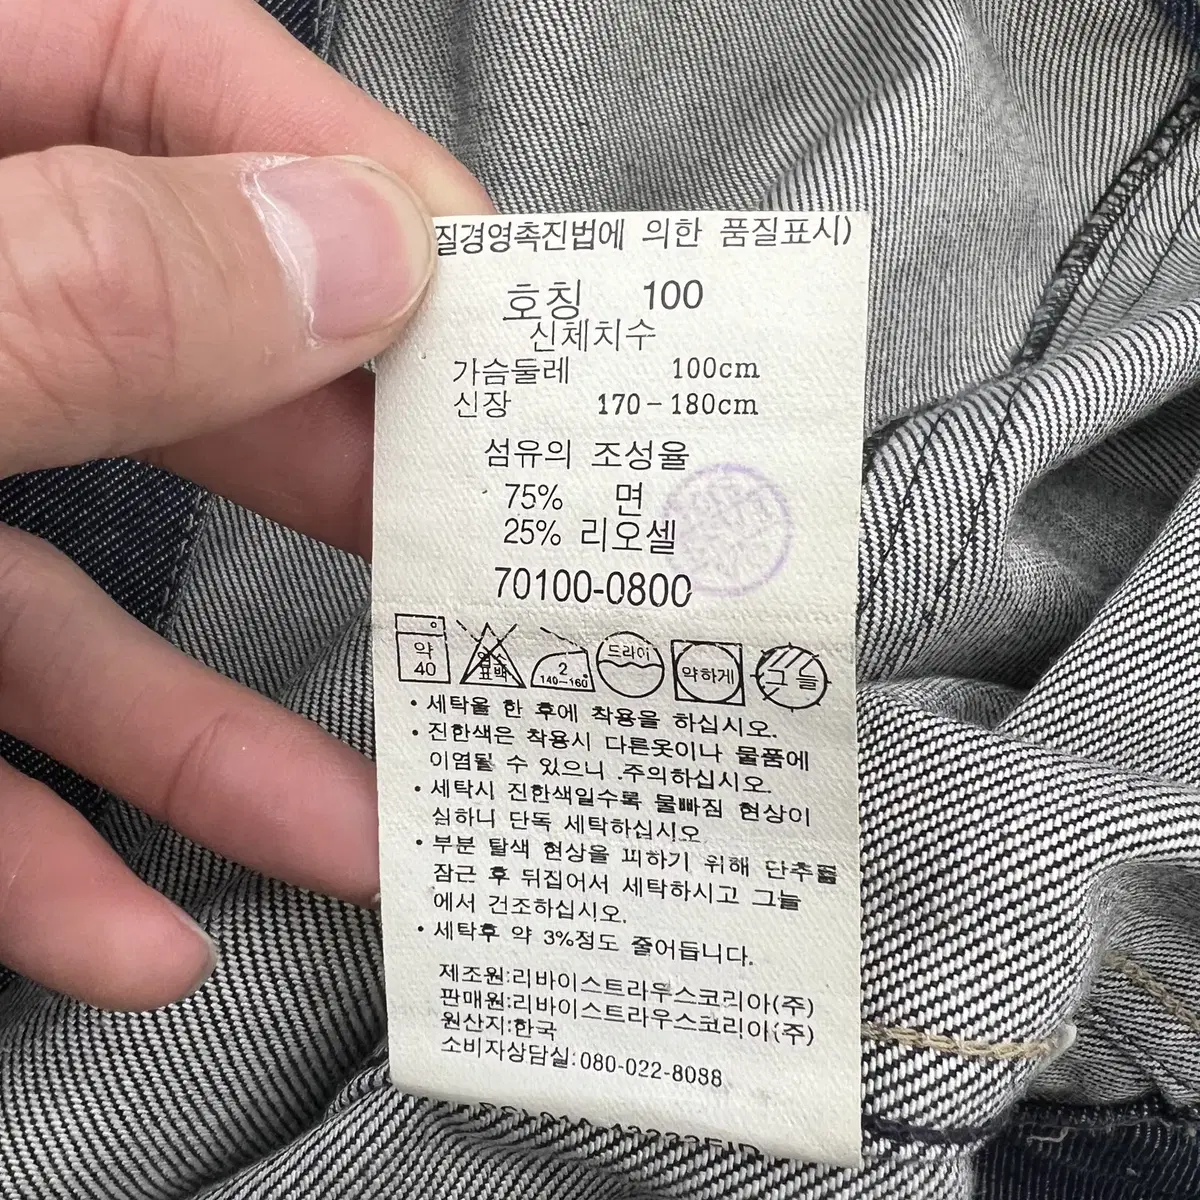 질경영촉진법에 의한 품질표시)
호칭 100
신체치수
가슴둘레 100cm
신장 170-180cm
섬유의 조성율
75% 면
25% 리오셀
70100-0800
약 40
염소 표백
2 140~160°
드라이
약하게
그늘
• 세탁을 한 후에 착용을 하십시오.
• 진한색은 착용시 다른옷이나 물품에
이염될 수 있으니 .주의하십시오.
• 세탁시 진한색일수록 물빠짐 현상이
심하니 단독 세탁하십시오.
• 부분 탈색 현상을 피하기 위해 단추를
잠근 후 뒤집어서 세탁하시고 그늘
에서 건조하십시오.
• 세탁후 약 3%정도 줄어듭니다.
제조원:리바이스트라우스코리아(주)
판매원:리바이스트라우스코리아(주)
원산지:한국
소비자상담실:080-022-8088